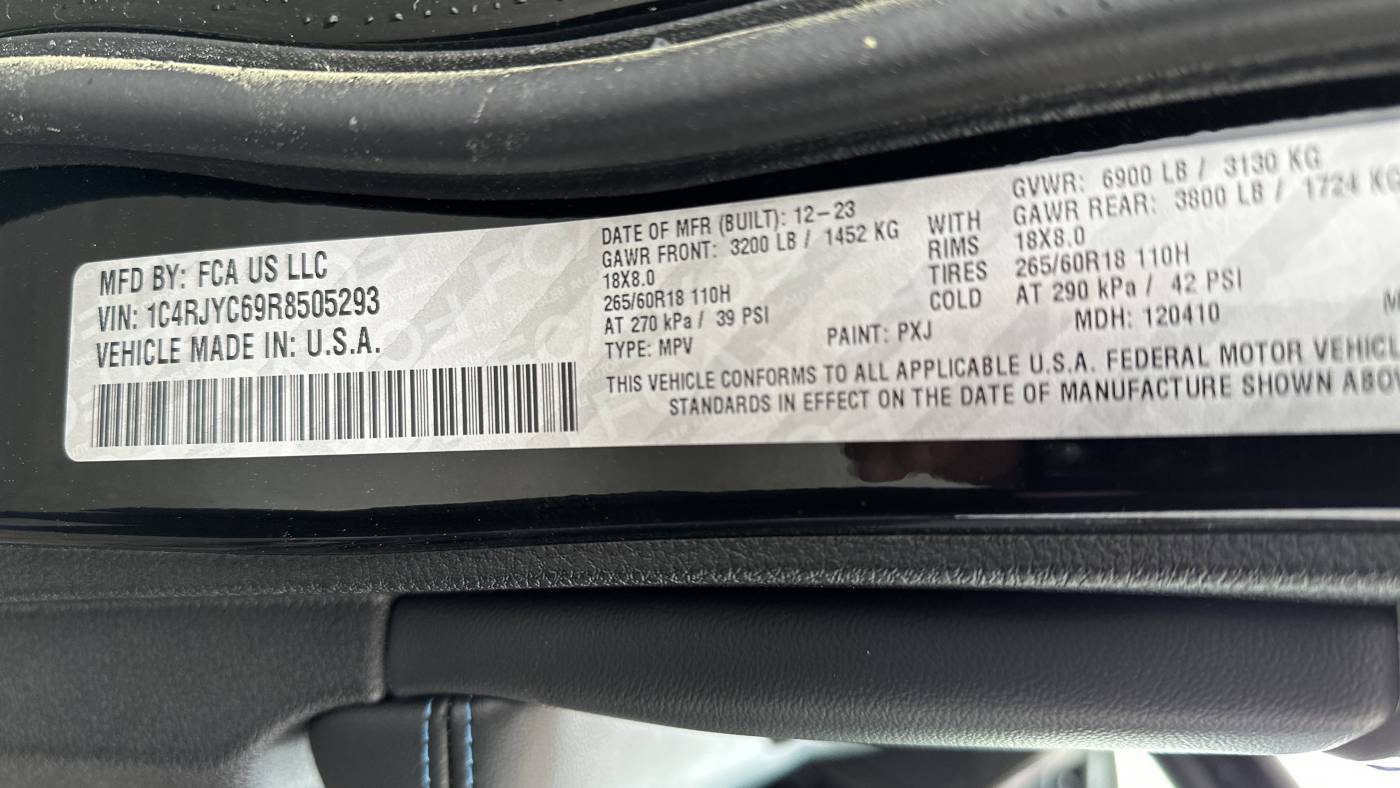 MFD BY: FCA US LLC
VIN: 1C4RJYC69R8505293
VEHICLE MADE IN: U.S.A.
DATE OF MFR (BUILT): 12-23
GAWR FRONT: 3200 LB / 1452 KG
18X8.0
265/60R18 110H
AT 270 kPa / 39 PSI
TYPE: MPV
PAINT: PXJ
WITH
RIMS
TIRES
COLD
GVWR: 6900 LB / 3130 KG
GAWR REAR: 3800 LB / 1724 KG
18X8.0
265/60R18 110H
AT 290 kPa / 42 PSI
MDH: 120410
THIS VEHICLE CONFORMS TO ALL APPLICABLE U.S.A. FEDERAL MOTOR VEHICL
STANDARDS IN EFFECT ON THE DATE OF MANUFACTURE SHOWN ABOV